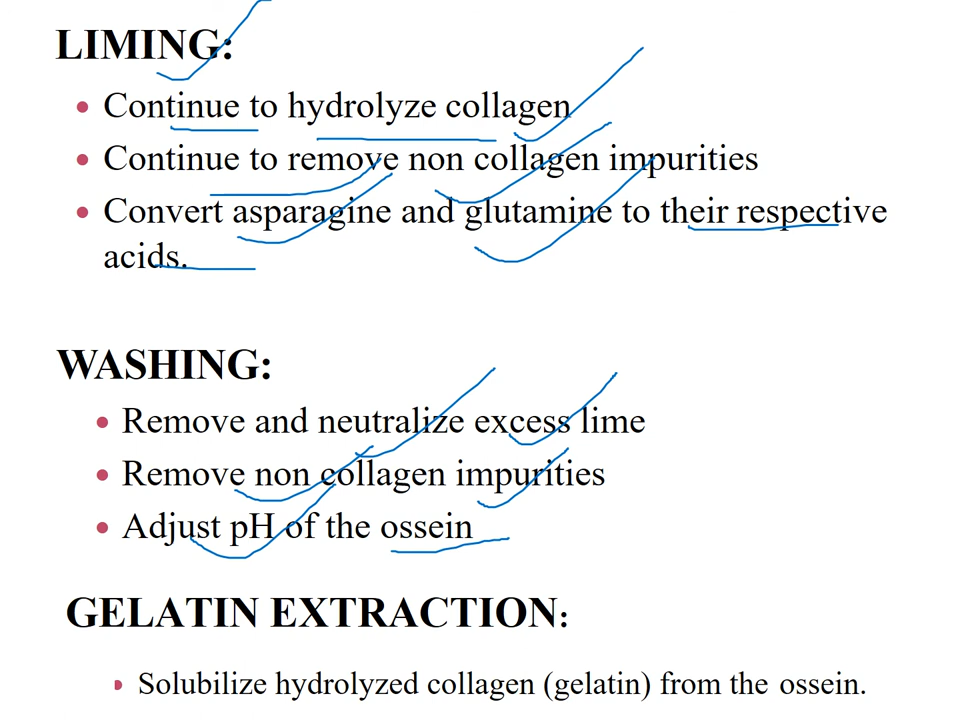 LIMING:
• Continue to hydrolyze collagen
• Continue to remove non collagen impurities
• Convert asparagine and glutamine to their respective
acids.
WASHING:
• Remove and neutralize excess lime
• Remove non collagen impurities
• Adjust pH of the ossein
GELATIN EXTRACTION:
• Solubilize hydrolyzed collagen (gelatin) from the ossein.